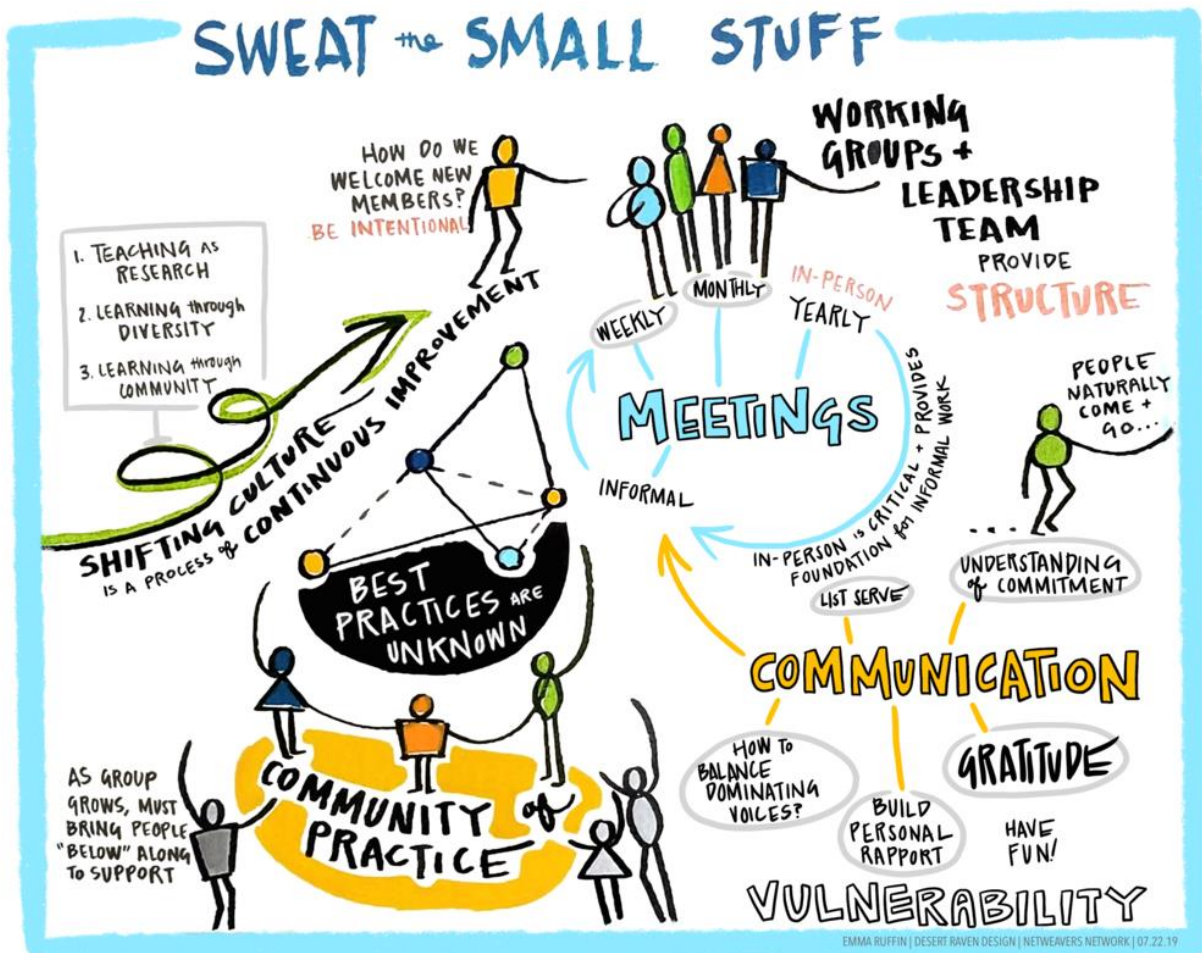 SWEAT the SMALL STUFF
HOW DO WE
WELCOME NEW
MEMBERS?
BE INTENTIONAL
1. TEACHING AS
RESEARCH
2. LEARNING through
DIVERSITY
3. LEARNING through
COMMUNITY
SHIFTING CULTURE
IS A PROCESS of CONTINUOUS IMPROVEMENT
WORKING
GROUPS +
LEADERSHIP
TEAM
PROVIDE
STRUCTURE
WEEKLY
MONTHLY
IN-PERSON
YEARLY
MEETINGS
INFORMAL
IN-PERSON IS CRITICAL + PROVIDES
FOUNDATION for INFORMAL WORK
PEOPLE
NATURALLY
COME +
GO...
...
BEST
PRACTICES ARE
UNKNOWN
COMMUNITY of
PRACTICE
AS GROUP
GROWS, MUST
BRING PEOPLE
"BELOW" ALONG
TO SUPPORT
LIST SERVE
UNDERSTANDING
of COMMITMENT
COMMUNICATION
HOW TO
BALANCE
DOMINATING
VOICES?
BUILD
PERSONAL
RAPPORT
GRATITUDE
HAVE
FUN!
VULNERABILITY
EMMA RUFFIN | DESERT RAVEN DESIGN | NETWEAVERS NETWORK | 07.22.19